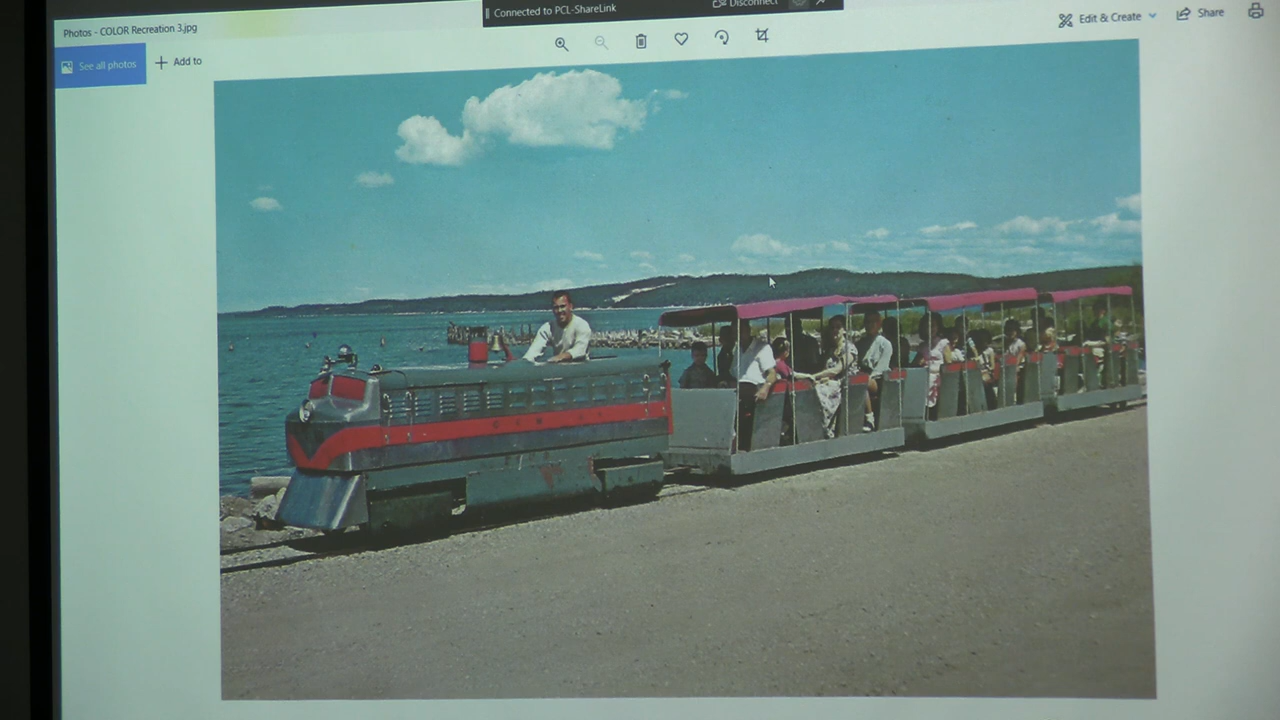 Connected to PCL-ShareLink
Disconnect
Photos - COLOR Recreation 3.jpg
See all photos
Add to
Edit & Create
Share